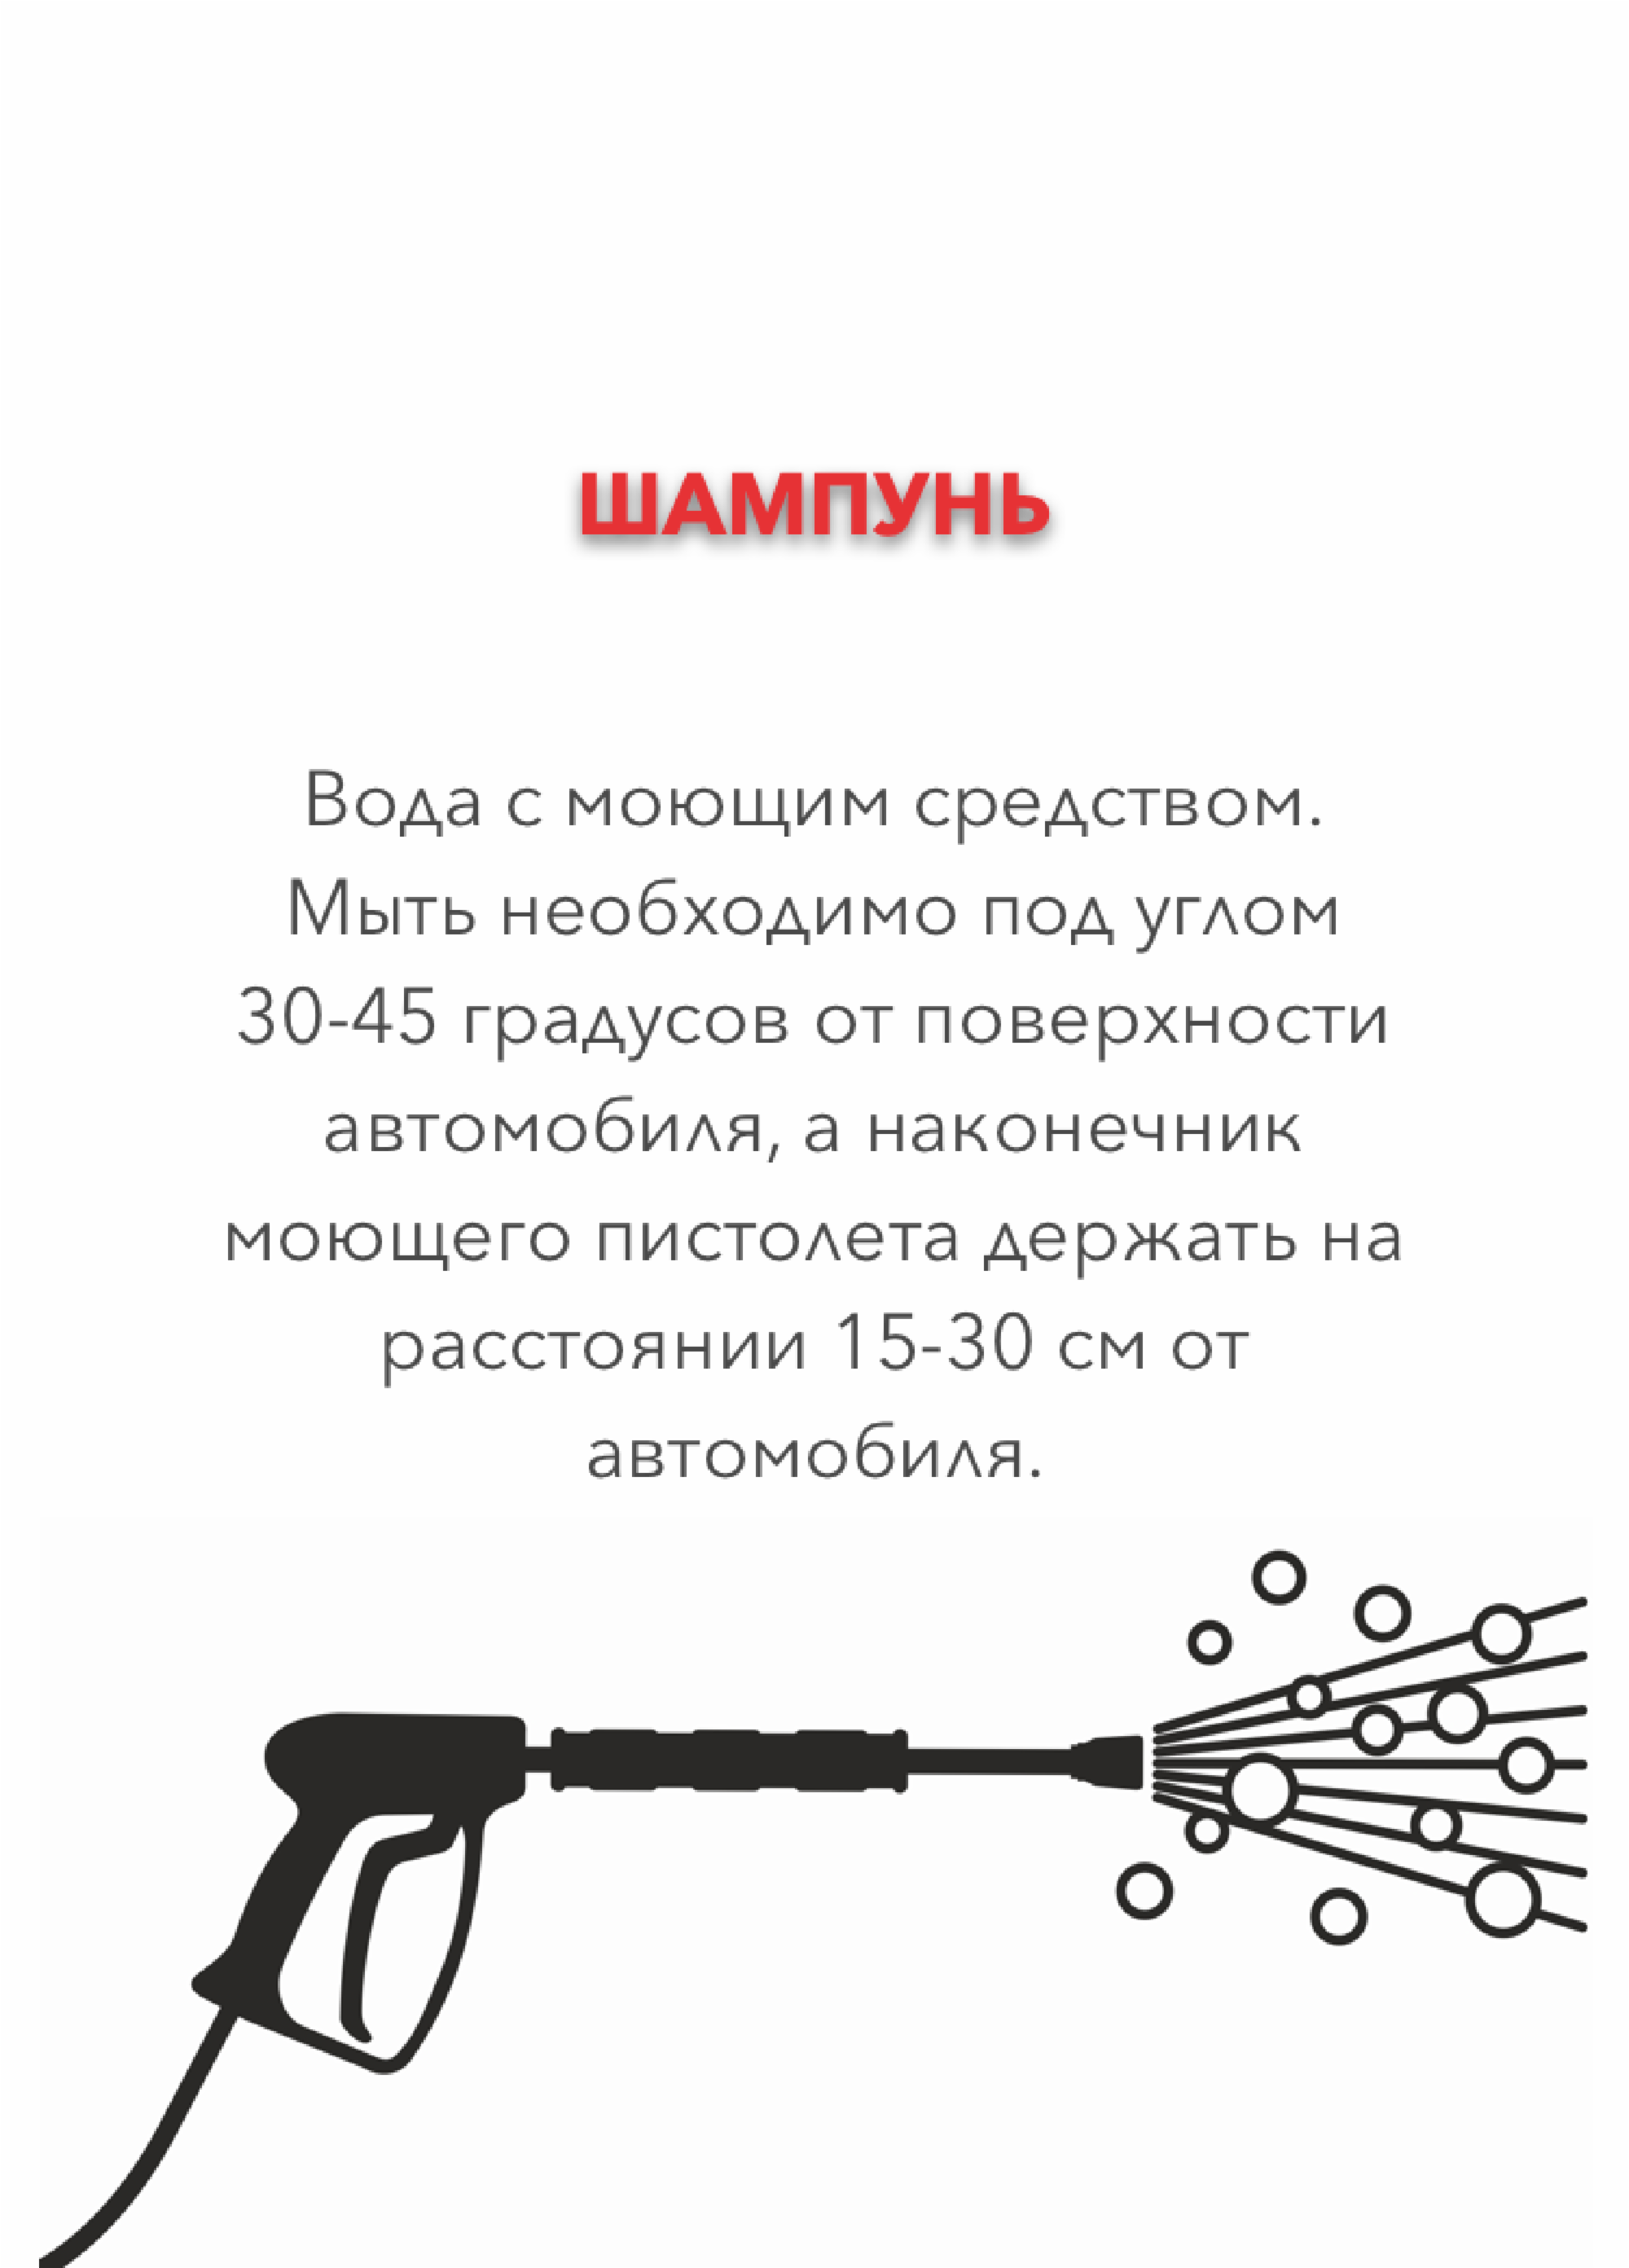 ШАМПУНЬ
Вода с моющим средством.
Мыть необходимо под углом
30-45 градусов от поверхности
автомобиля, а наконечник
моющего пистолета держать на
расстоянии 15-30 см от
автомобиля.